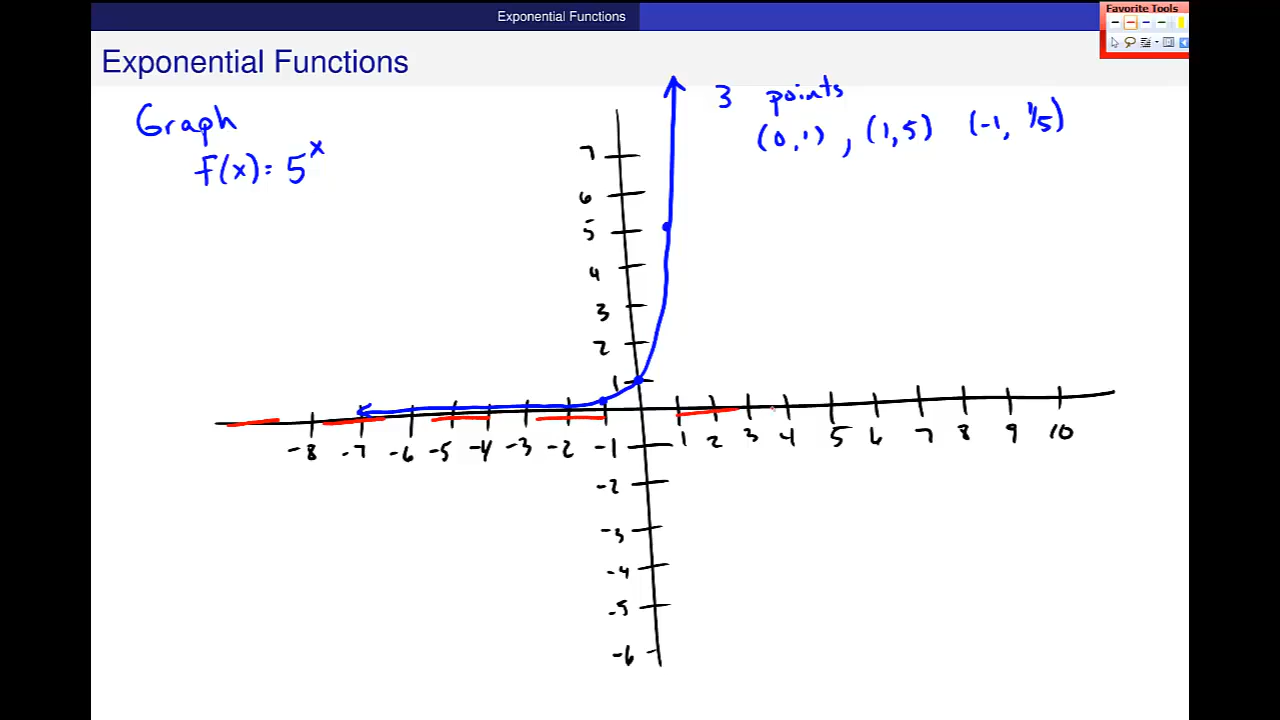 Exponential Functions
Favorite Tools
Exponential Functions
Graph
f(x) = 5^x
3 points
(0,1), (1,5) (-1, 1/5)
7
6
5
4
3
2
1
-8 -7 -6 -5 -4 -3 -2 -1 1 2 3 4 5 6 7 8 9 10
-2
-3
-4
-5
-6